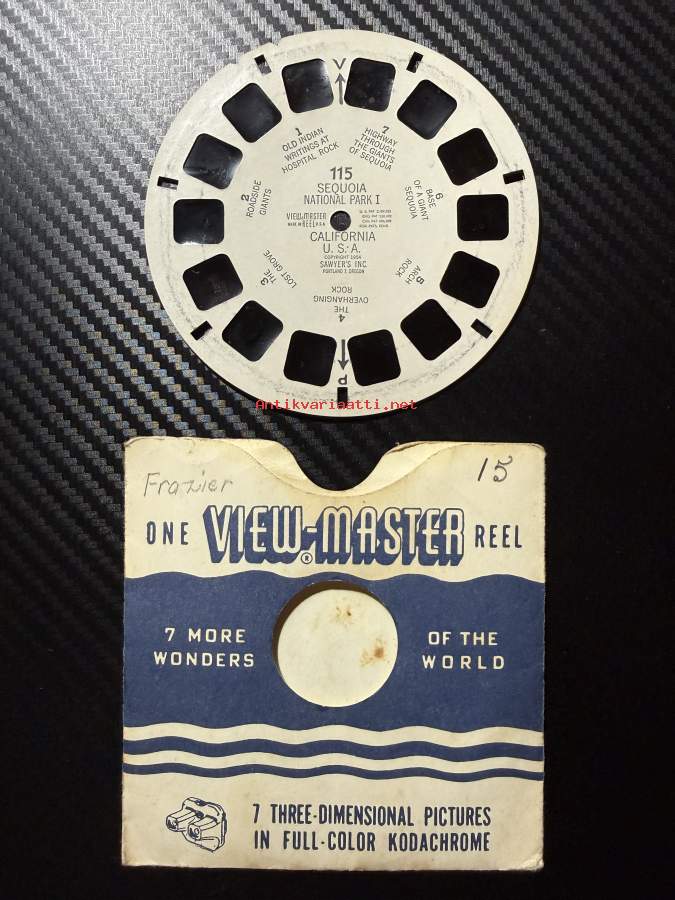 V
1
OLD INDIAN
WRITINGS AT
HOSPITAL ROCK
7
HIGHWAY
THROUGH
THE GIANTS
OF SEQUOIA
115
SEQUOIA
NATIONAL PARK I
2
ROADSIDE
GIANTS
6
BASE
OF A GIANT
SEQUOIA
VIEW-MASTER
MADE IN REEL U.S.A.
CALIFORNIA
U. S. A.
COPYRIGHT 1954
SAWYER'S INC.
PORTLAND 7, OREGON
3
THE
LOST GROVE
5
ARCH
ROCK
4
THE
OVERHANGING
ROCK
P
Antikvariaatti.net
Frazier
15
ONE VIEW-MASTER REEL
®
7 MORE WONDERS
OF THE WORLD
7 THREE-DIMENSIONAL PICTURES
IN FULL-COLOR KODACHROME